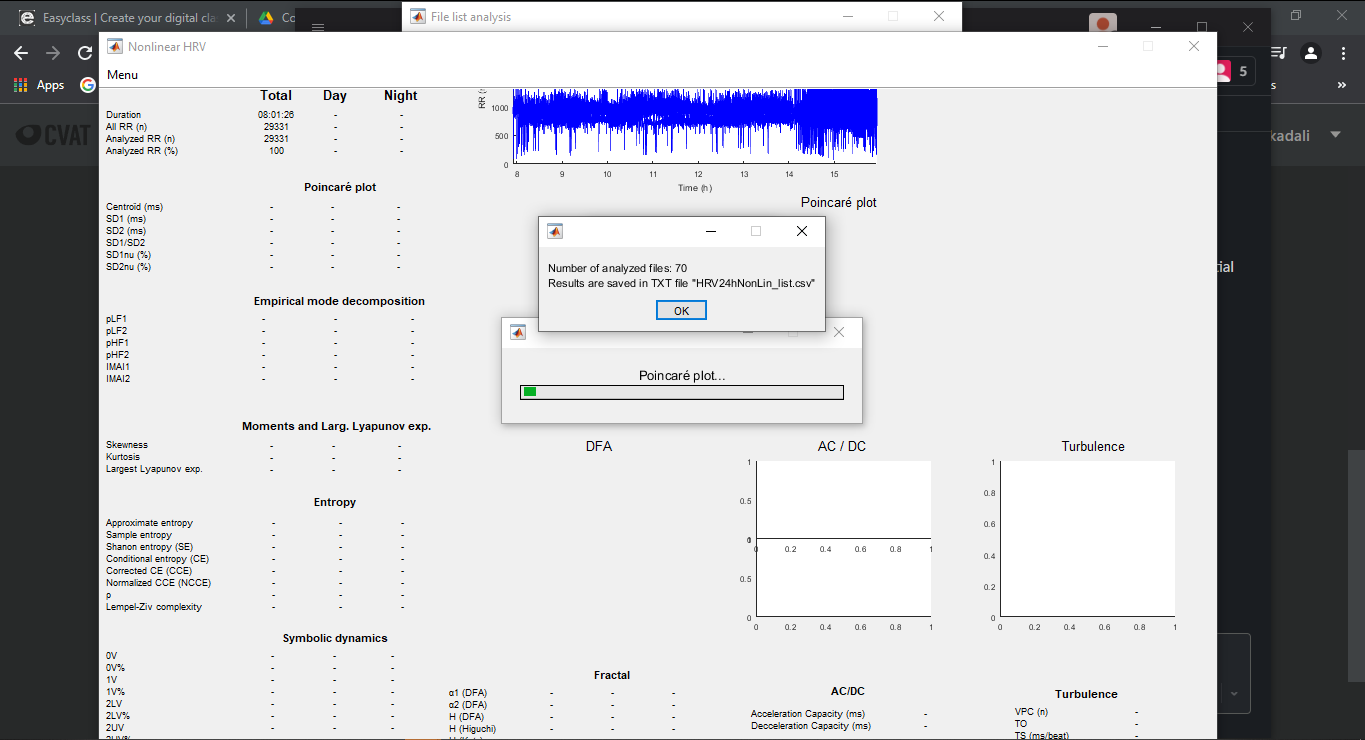 Easyclass | Create your digital clas
Co
File list analysis
Nonlinear HRV
Apps
5
s
Menu
CVAT
kadali
Total Day Night
Duration 08:01:26 - -
All RR (n) 29331 - -
Analyzed RR (n) 29331 - -
Analyzed RR (%) 100 - -
RR (
1000
500
0
8 9 10 11 12 13 14 15
Time (h)
Poincaré plot
Poincaré plot
Centroid (ms) - - -
SD1 (ms) - - -
SD2 (ms) - - -
SD1/SD2 - - -
SD1nu (%) - - -
SD2nu (%) - - -
Number of analyzed files: 70
Results are saved in TXT file "HRV24hNonLin_list.csv"
OK
tial
Poincaré plot...
Empirical mode decomposition
pLF1 - - -
pLF2 - - -
pHF1 - - -
pHF2 - - -
IMAI1 - - -
IMAI2 - - -
Moments and Larg. Lyapunov exp.
Skewness - - -
Kurtosis - - -
Largest Lyapunov exp. - - -
Entropy
Approximate entropy - - -
Sample entropy - - -
Shanon entropy (SE) - - -
Conditional entropy (CE) - - -
Corrected CE (CCE) - - -
Normalized CCE (NCCE) - - -
ρ - - -
Lempel-Ziv complexity - - -
Symbolic dynamics
0V - - -
0V% - - -
1V - - -
1V% - - -
2LV - - -
2LV% - - -
2UV - - -
2UV% - - -
DFA
AC / DC
1
0.5
0
0 0.2 0.4 0.6 0.8 1
1
0.5
0
0 0.2 0.4 0.6 0.8 1
Turbulence
1
0.8
0.6
0.4
0.2
0
0 0.2 0.4 0.6 0.8 1
Fractal
α1 (DFA) - - -
α2 (DFA) - - -
H (DFA) - - -
H (Higuchi) - - -
AC/DC
Acceleration Capacity (ms) -
Decceleration Capacity (ms) -
Turbulence
VPC (n) -
TO -
TS (ms/beat) -